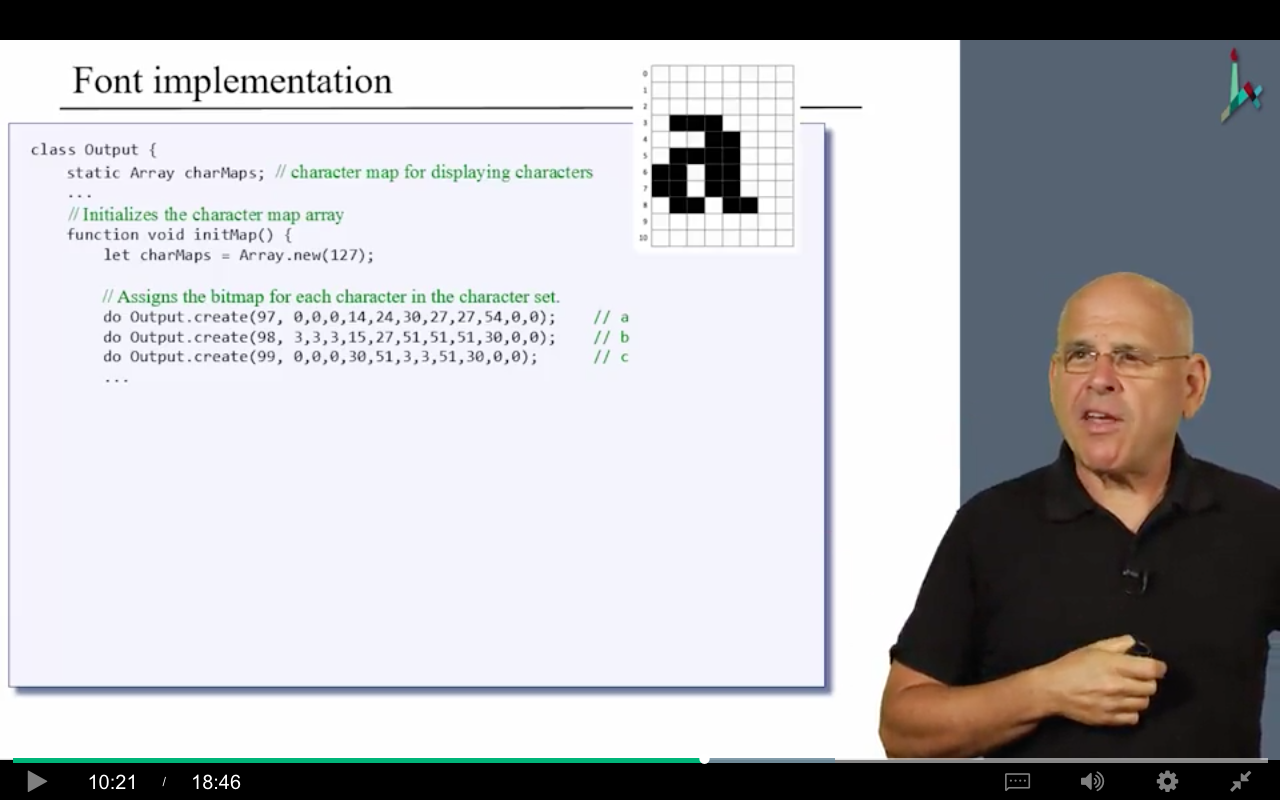 Font implementation
0
1
2
3
4
5
6
7
8
9
10
class Output {
static Array charMaps; // character map for displaying characters
...
// Initializes the character map array
function void initMap() {
let charMaps = Array.new(127);
// Assigns the bitmap for each character in the character set.
do Output.create(97, 0,0,0,14,24,30,27,27,54,0,0); // a
do Output.create(98, 3,3,3,15,27,51,51,51,30,0,0); // b
do Output.create(99, 0,0,0,30,51,3,3,51,30,0,0); // c
...
10:21 / 18:46